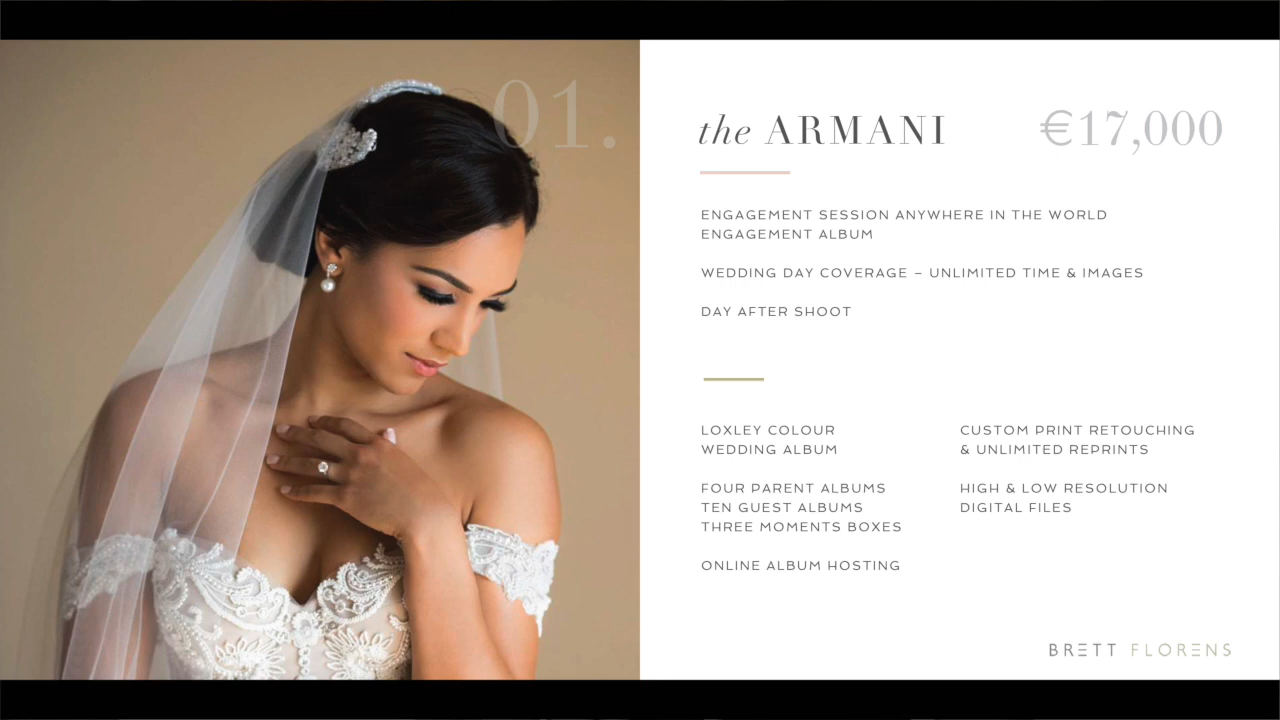 01.
the ARMANI €17,000
ENGAGEMENT SESSION ANYWHERE IN THE WORLD
ENGAGEMENT ALBUM
WEDDING DAY COVERAGE – UNLIMITED TIME & IMAGES
DAY AFTER SHOOT
LOXLEY COLOUR
WEDDING ALBUM
FOUR PARENT ALBUMS
TEN GUEST ALBUMS
THREE MOMENTS BOXES
ONLINE ALBUM HOSTING
CUSTOM PRINT RETOUCHING
& UNLIMITED REPRINTS
HIGH & LOW RESOLUTION
DIGITAL FILES
BRETT FLORENS